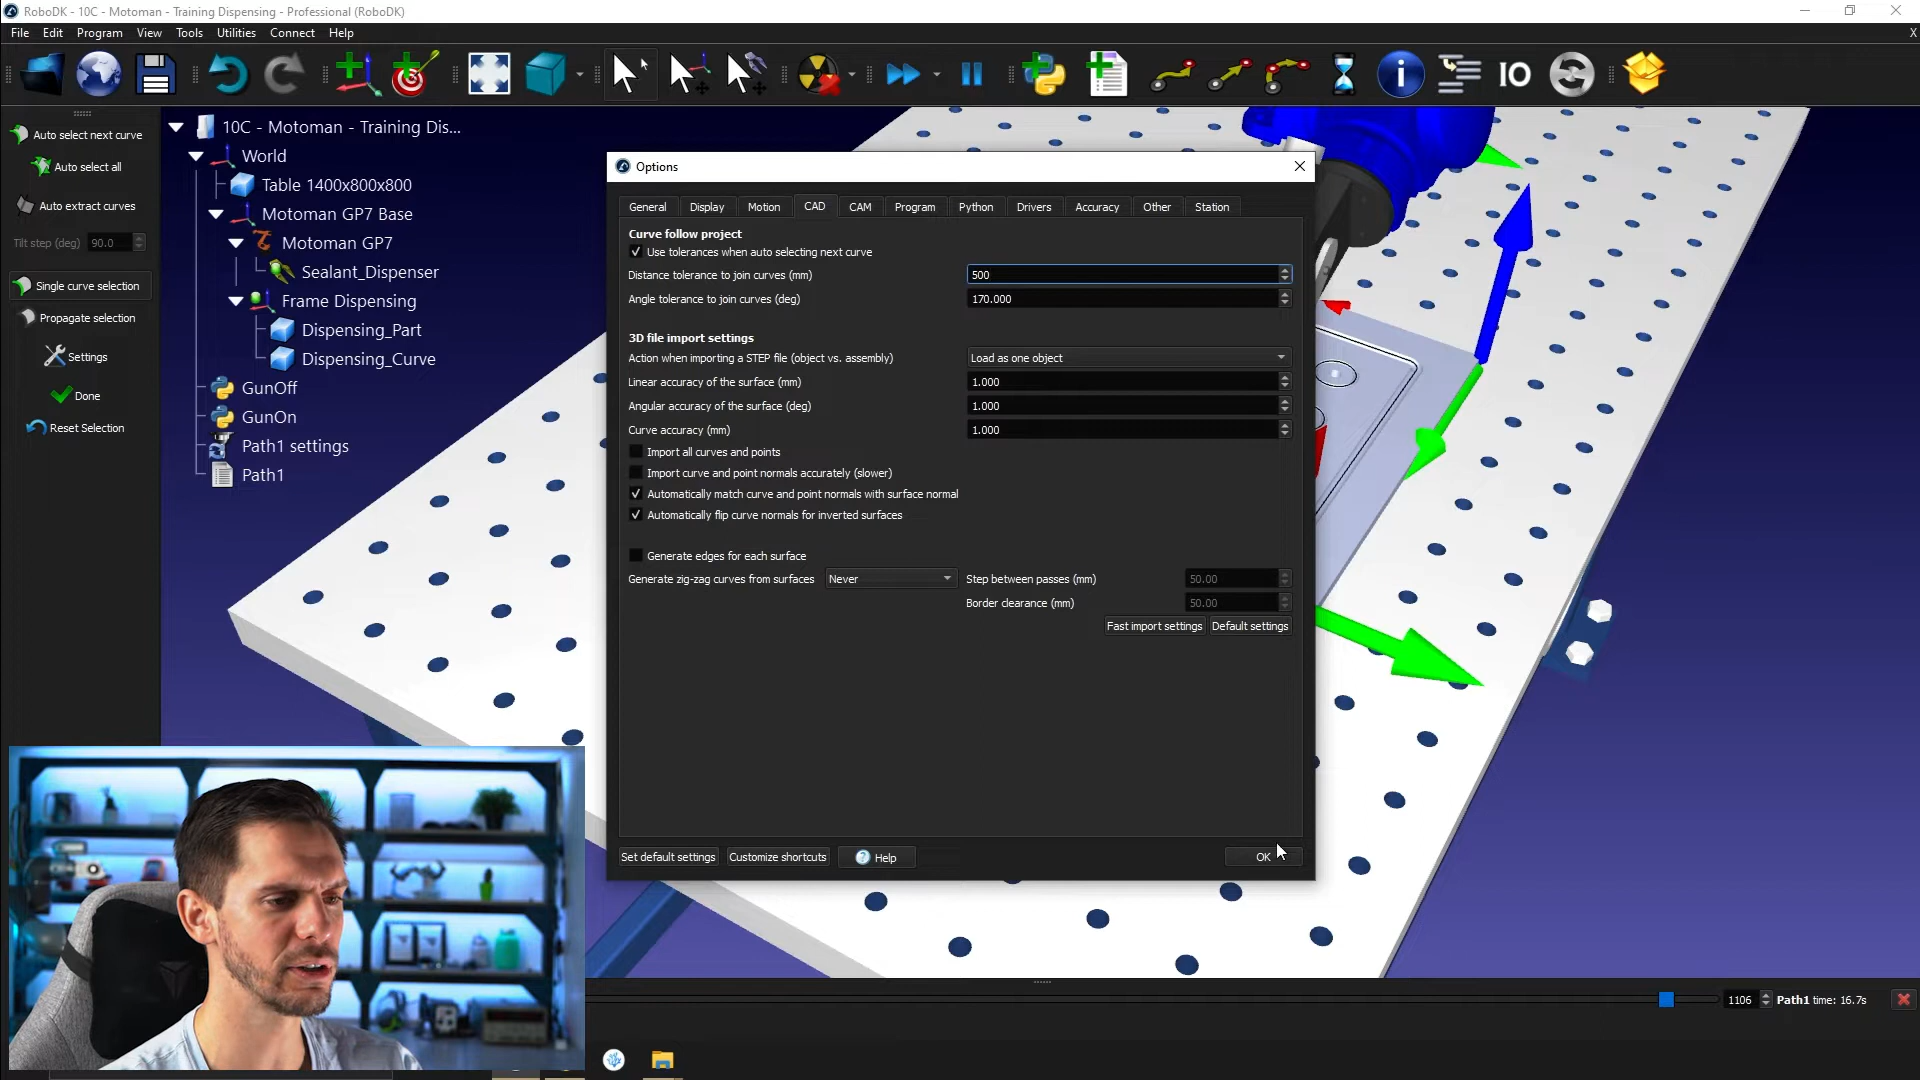 RoboDK - 10C - Motoman - Training Dispensing - Professional (RoboDK)
File Edit Program View Tools Utilities Connect Help X
IO
Auto select next curve
Auto select all
Auto extract curves
Tilt step (deg) 90.0
Single curve selection
Propagate selection
Settings
Done
Reset Selection
10C - Motoman - Training Dis...
World
Table 1400x800x800
Motoman GP7 Base
Motoman GP7
Sealant_Dispenser
Frame Dispensing
Dispensing_Part
Dispensing_Curve
GunOff
GunOn
Path1 settings
Path1
Options
General Display Motion CAD CAM Program Python Drivers Accuracy Other Station
Curve follow project
Use tolerances when auto selecting next curve
Distance tolerance to join curves (mm) 500
Angle tolerance to join curves (deg) 170.000
3D file import settings
Action when importing a STEP file (object vs. assembly) Load as one object
Linear accuracy of the surface (mm) 1.000
Angular accuracy of the surface (deg) 1.000
Curve accuracy (mm) 1.000
Import all curves and points
Import curve and point normals accurately (slower)
Automatically match curve and point normals with surface normal
Automatically flip curve normals for inverted surfaces
Generate edges for each surface
Generate zig-zag curves from surfaces Never Step between passes (mm) 50.00
Border clearance (mm) 50.00
Fast import settings Default settings
Set default settings Customize shortcuts Help OK
1106 Path1 time: 16.7s